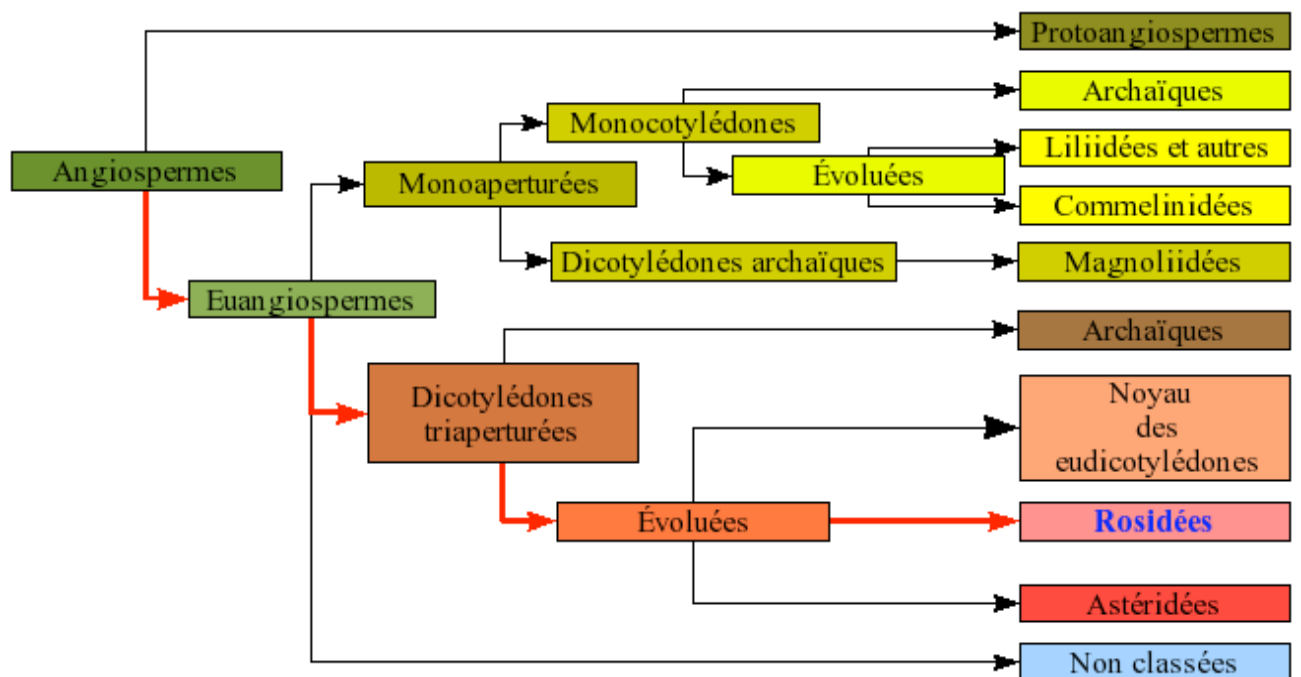 Protoangiospermes
Archaïques
Monocotylédones
Liliidées et autres
Angiospermes
Évoluées
Monoaperturées
Commelinidées
Dicotylédones archaïques
Magnoliidées
Euangiospermes
Archaïques
Dicotylédones
triaperturées
Noyau
des
eudicotylédones
Évoluées
Rosidées
Astéridées
Non classées